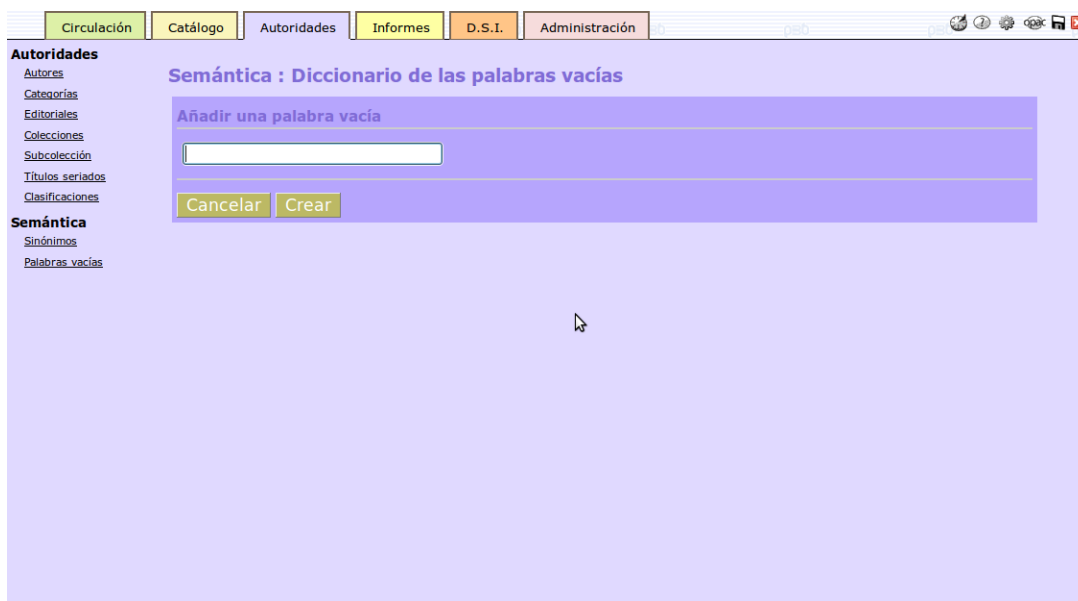 Circulación Catálogo Autoridades Informes D.S.I. Administración opac
Autoridades
Autores
Categorías
Editoriales
Colecciones
Subcolección
Títulos seriados
Clasificaciones
Semántica
Sinónimos
Palabras vacías
Semántica : Diccionario de las palabras vacías
Añadir una palabra vacía
Cancelar Crear